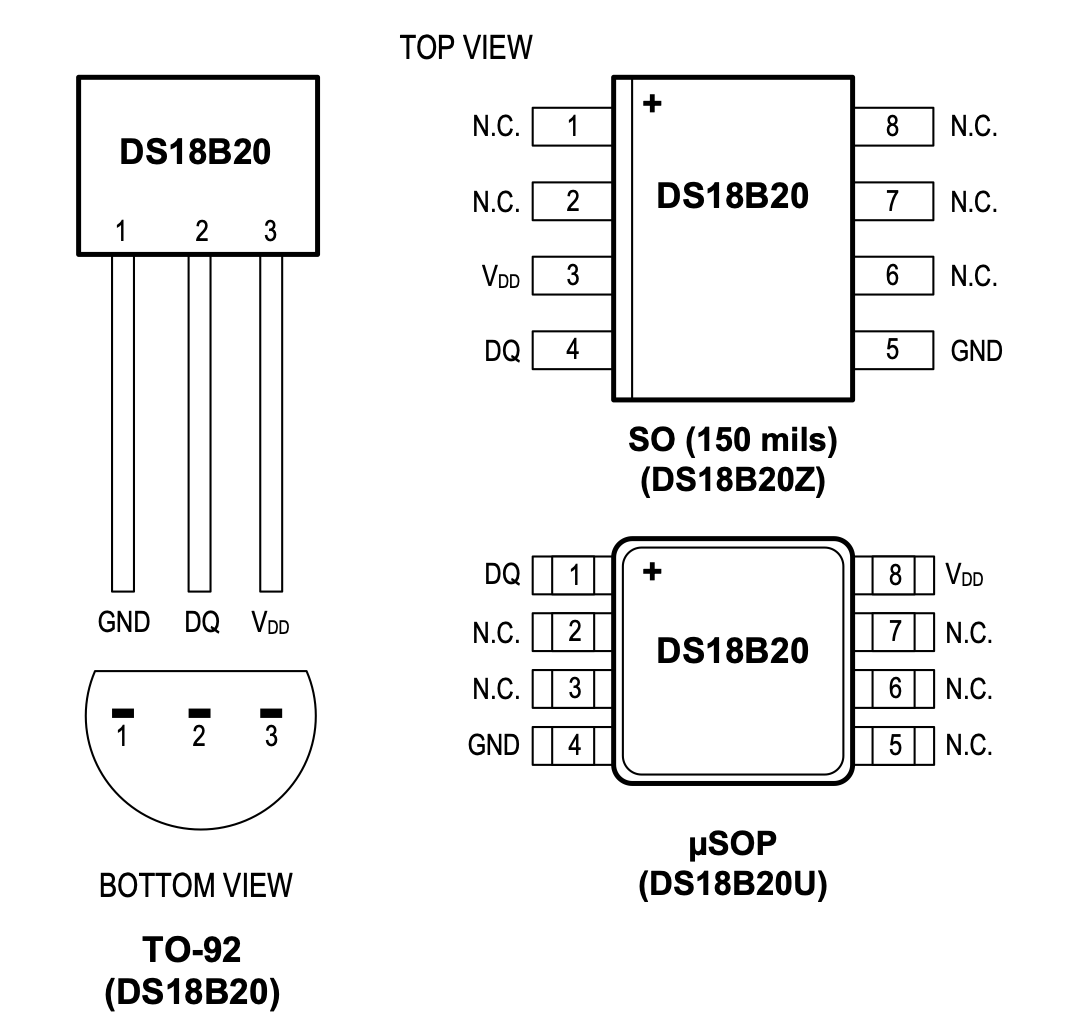 TOP VIEW
DS18B20
1 2 3
GND DQ VDD
1 2 3
BOTTOM VIEW
TO-92
(DS18B20)
+
N.C. 1 8 N.C.
N.C. 2 DS18B20 7 N.C.
VDD 3 6 N.C.
DQ 4 5 GND
SO (150 mils)
(DS18B20Z)
+
DQ 1 8 VDD
N.C. 2 DS18B20 7 N.C.
N.C. 3 6 N.C.
GND 4 5 N.C.
µSOP
(DS18B20U)